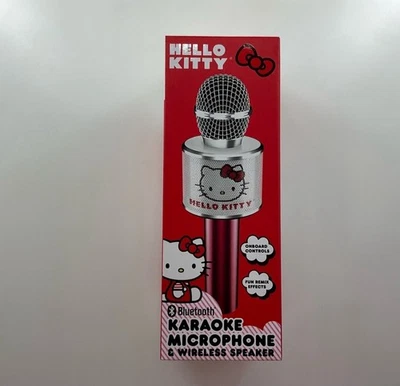 HELLO
KITTY
HELLO KITTY
ONBOARD
CONTROLS
FUN REMIX
EFFECTS
Bluetooth
KARAOKE
MICROPHONE
& WIRELESS SPEAKER